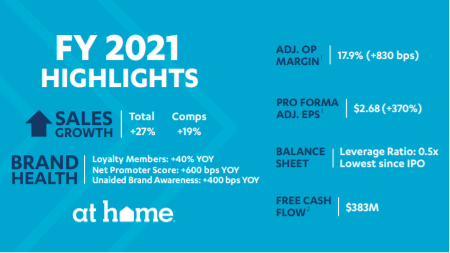 FY 2021
HIGHLIGHTS
SALES
GROWTH
Total
+27%
Comps
+19%
BRAND
HEALTH
Loyalty Members: +40% YOY
Net Promoter Score: +600 bps YOY
Unaided Brand Awareness: +400 bps YOY
at home
ADJ. OP
MARGIN¹
17.9% (+830 bps)
PRO FORMA
ADJ. EPS¹
$2.68 (+370%)
BALANCE
SHEET
Leverage Ratio: 0.5x
Lowest since IPO
FREE CASH
FLOW²
$383M